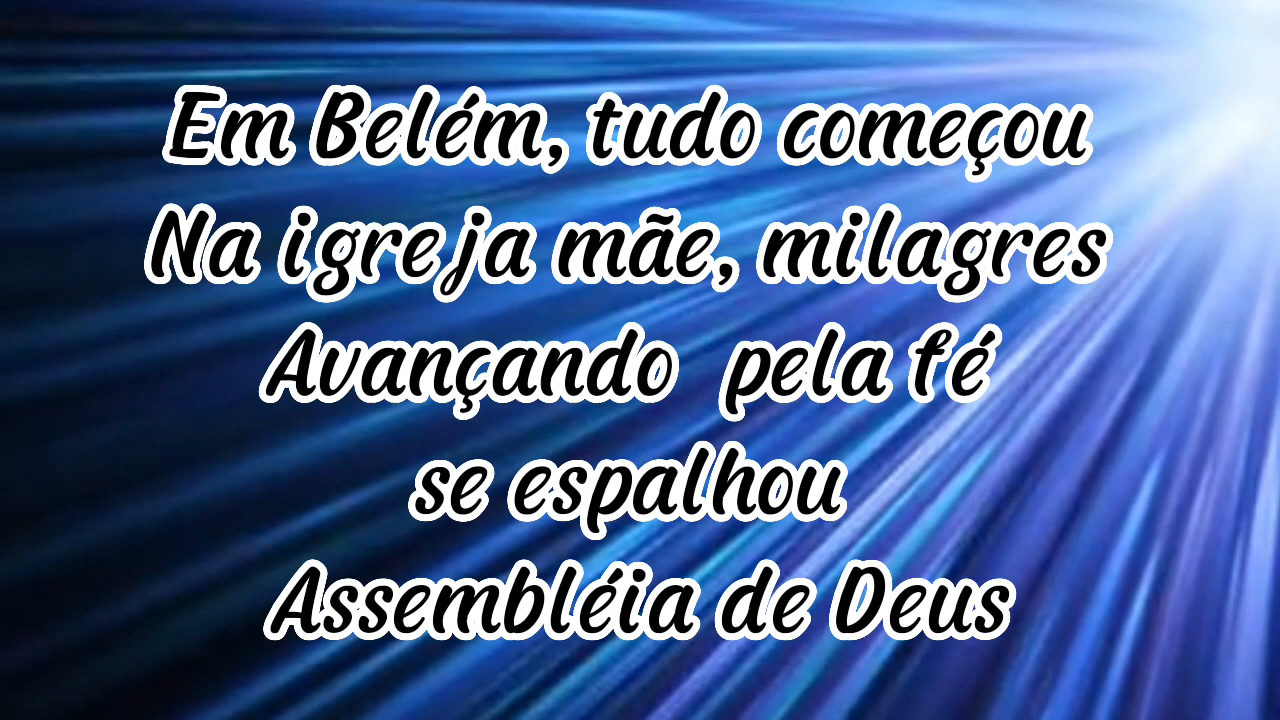 Em Belém, tudo começou
Na igreja mãe, milagres
Avançando pela fé
se espalhou
Assembléia de Deus